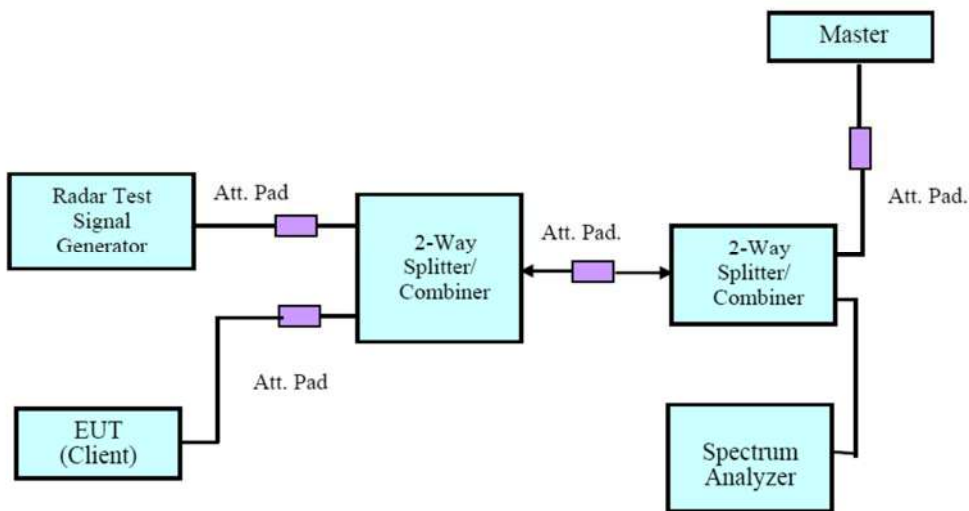 Master
Att. Pad.
Radar Test
Signal
Generator
Att. Pad
2-Way
Splitter/
Combiner
Att. Pad.
2-Way
Splitter/
Combiner
Att. Pad
EUT
(Client)
Spectrum
Analyzer